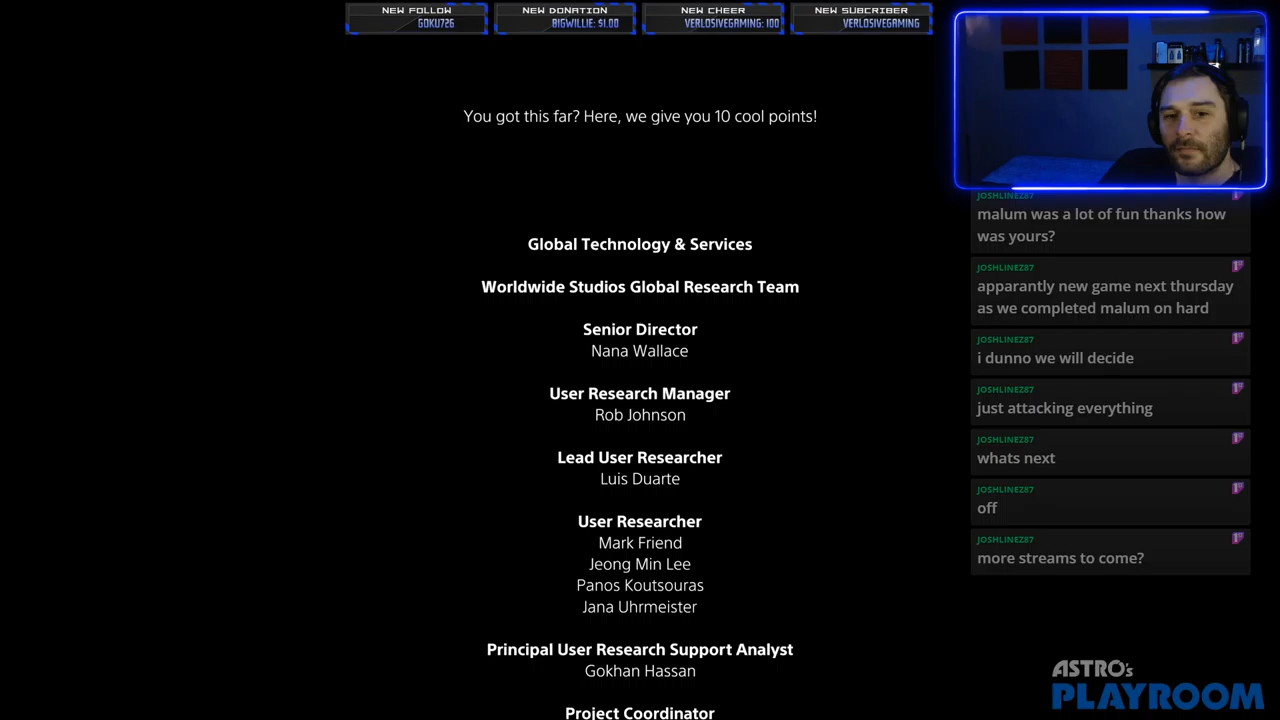 NEW FOLLOW
GOKU726
NEW DONATION
BIGWILLIE: $1.00
NEW CHEER
VERLOSIVEGAMING: 100
NEW SUBCRIBER
VERLOSIVEGAMING
You got this far? Here, we give you 10 cool points!
Global Technology & Services
Worldwide Studios Global Research Team
Senior Director
Nana Wallace
User Research Manager
Rob Johnson
Lead User Researcher
Luis Duarte
User Researcher
Mark Friend
Jeong Min Lee
Panos Koutsouras
Jana Uhrmeister
Principal User Research Support Analyst
Gokhan Hassan
Project Coordinator
JOSHLINEZ87
malum was a lot of fun thanks how
was yours?
JOSHLINEZ87
apparantly new game next thursday
as we completed malum on hard
JOSHLINEZ87
i dunno we will decide
JOSHLINEZ87
just attacking everything
JOSHLINEZ87
whats next
JOSHLINEZ87
off
JOSHLINEZ87
more streams to come?
ASTRO's
PLAYROOM